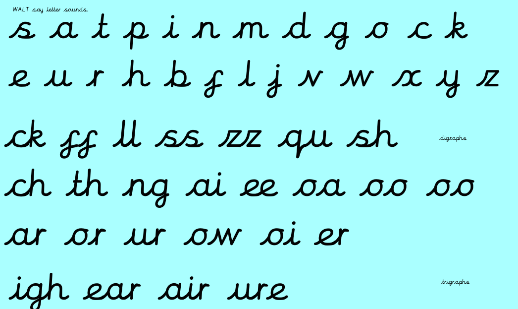 WALT say letter sounds.
s a t p i n m d g o c k
e u r h b f l j v w x y z
ck ff ll ss zz qu sh digraphs
ch th ng ai ee oa oo oo
ar or ur ow oi er
igh ear air ure trigraphs